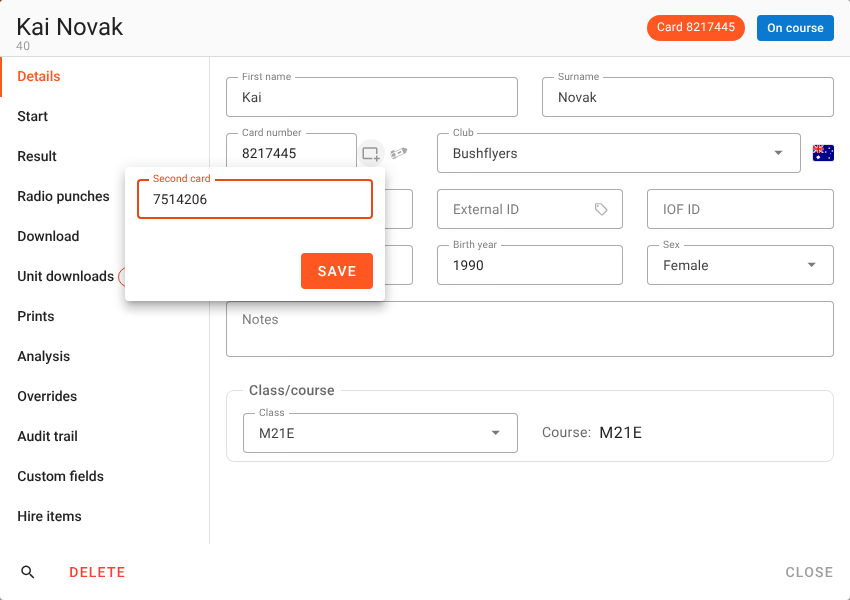 Kai Novak
40
Card 8217445
On course
Details
Start
Result
Radio punches
Download
Unit downloads
Prints
Analysis
Overrides
Audit trail
Custom fields
Hire items
First name
Kai
Surname
Novak
Card number
8217445
Club
Bushflyers
Second card
7514206
SAVE
External ID
IOF ID
Birth year
1990
Sex
Female
Notes
Class/course
Class
M21E
Course: M21E
DELETE
CLOSE